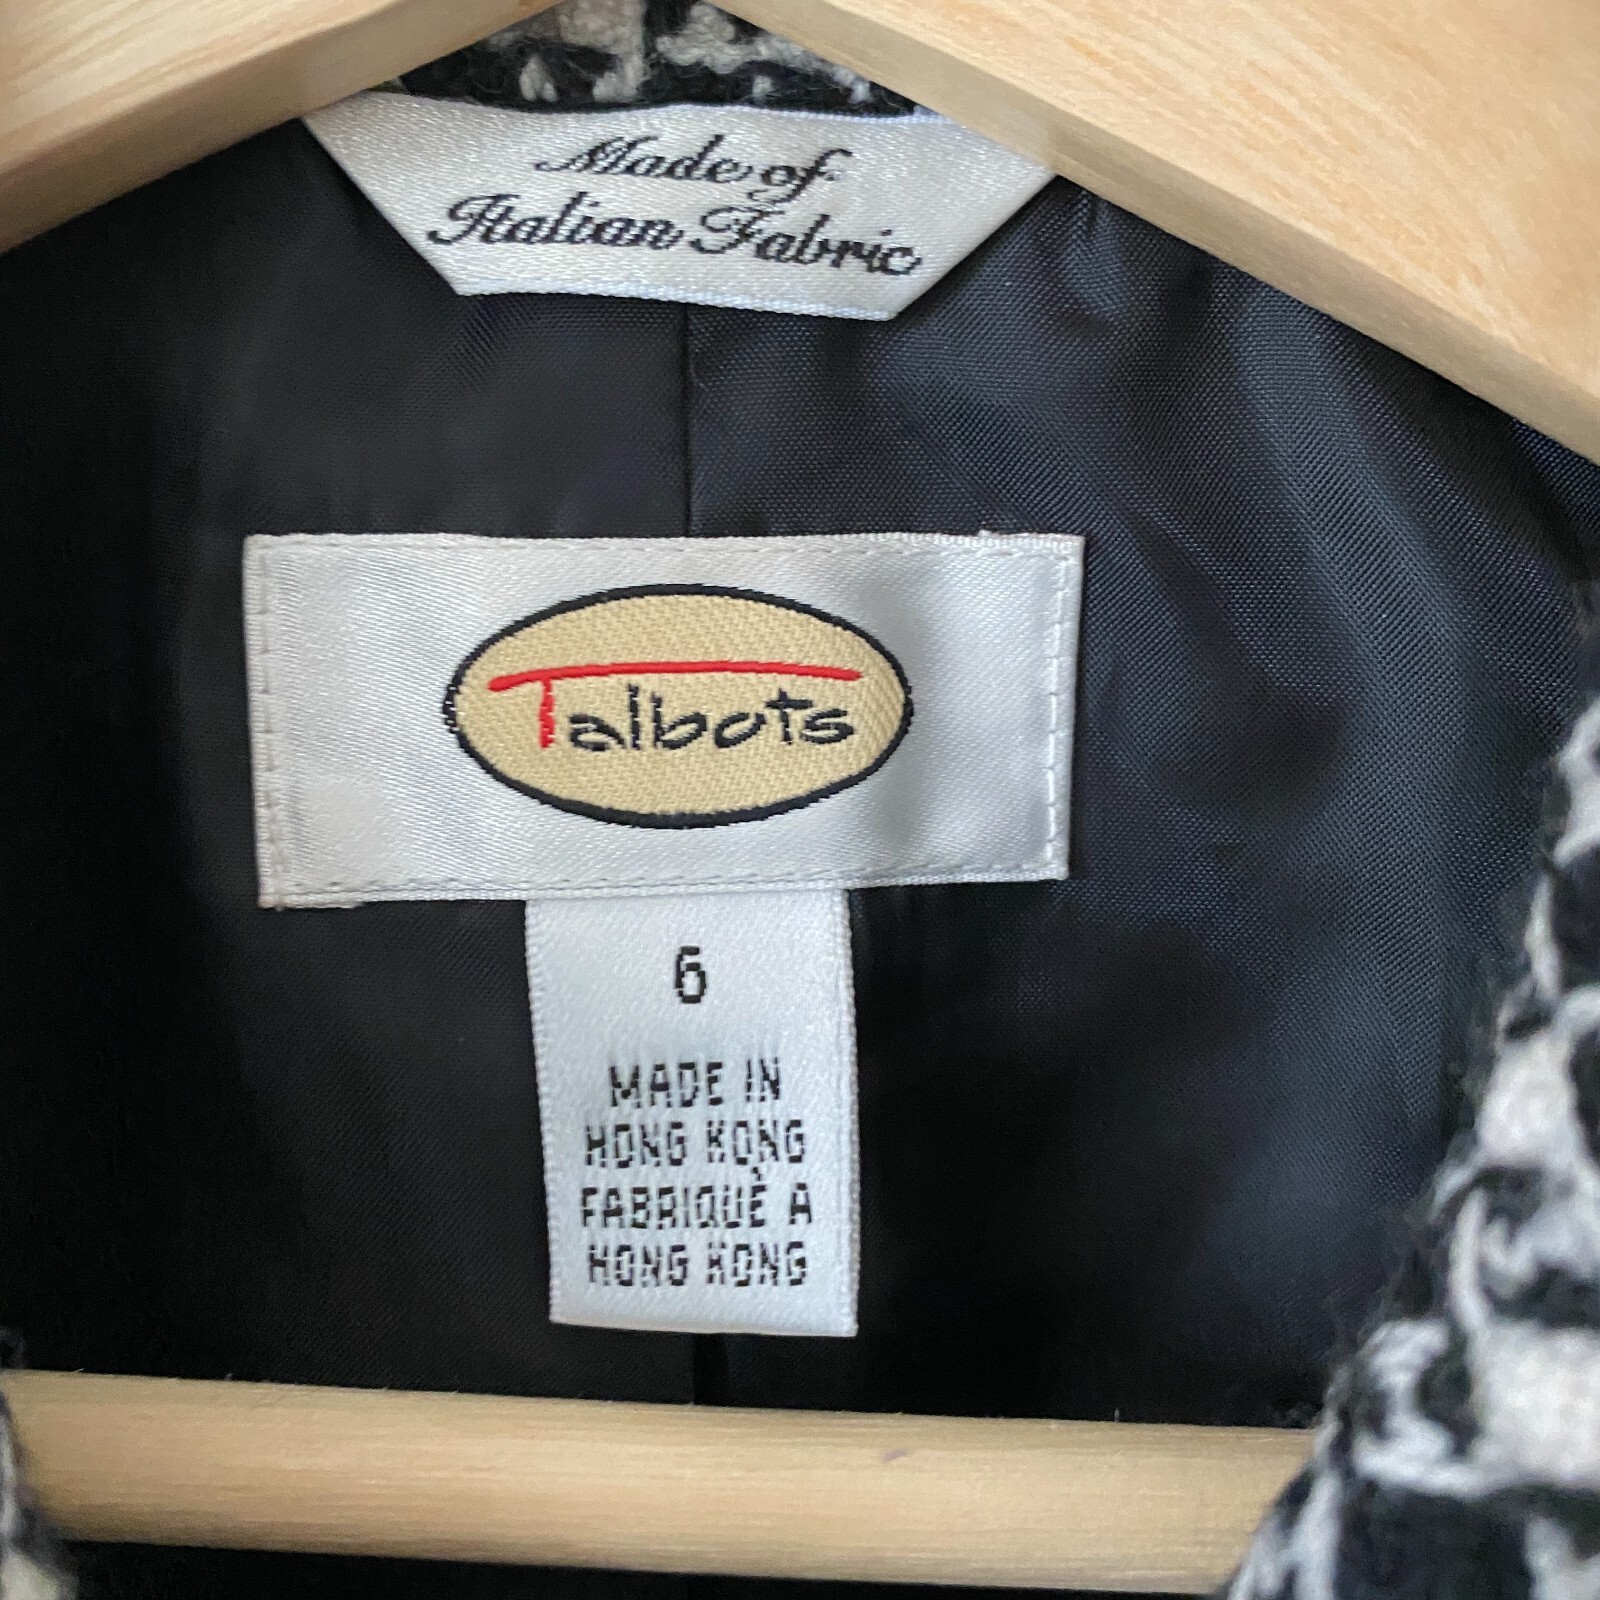 Made of
Italian Fabric
Talbots
6
MADE IN
HONG KONG
FABRIQUÈ A
HONG KONG